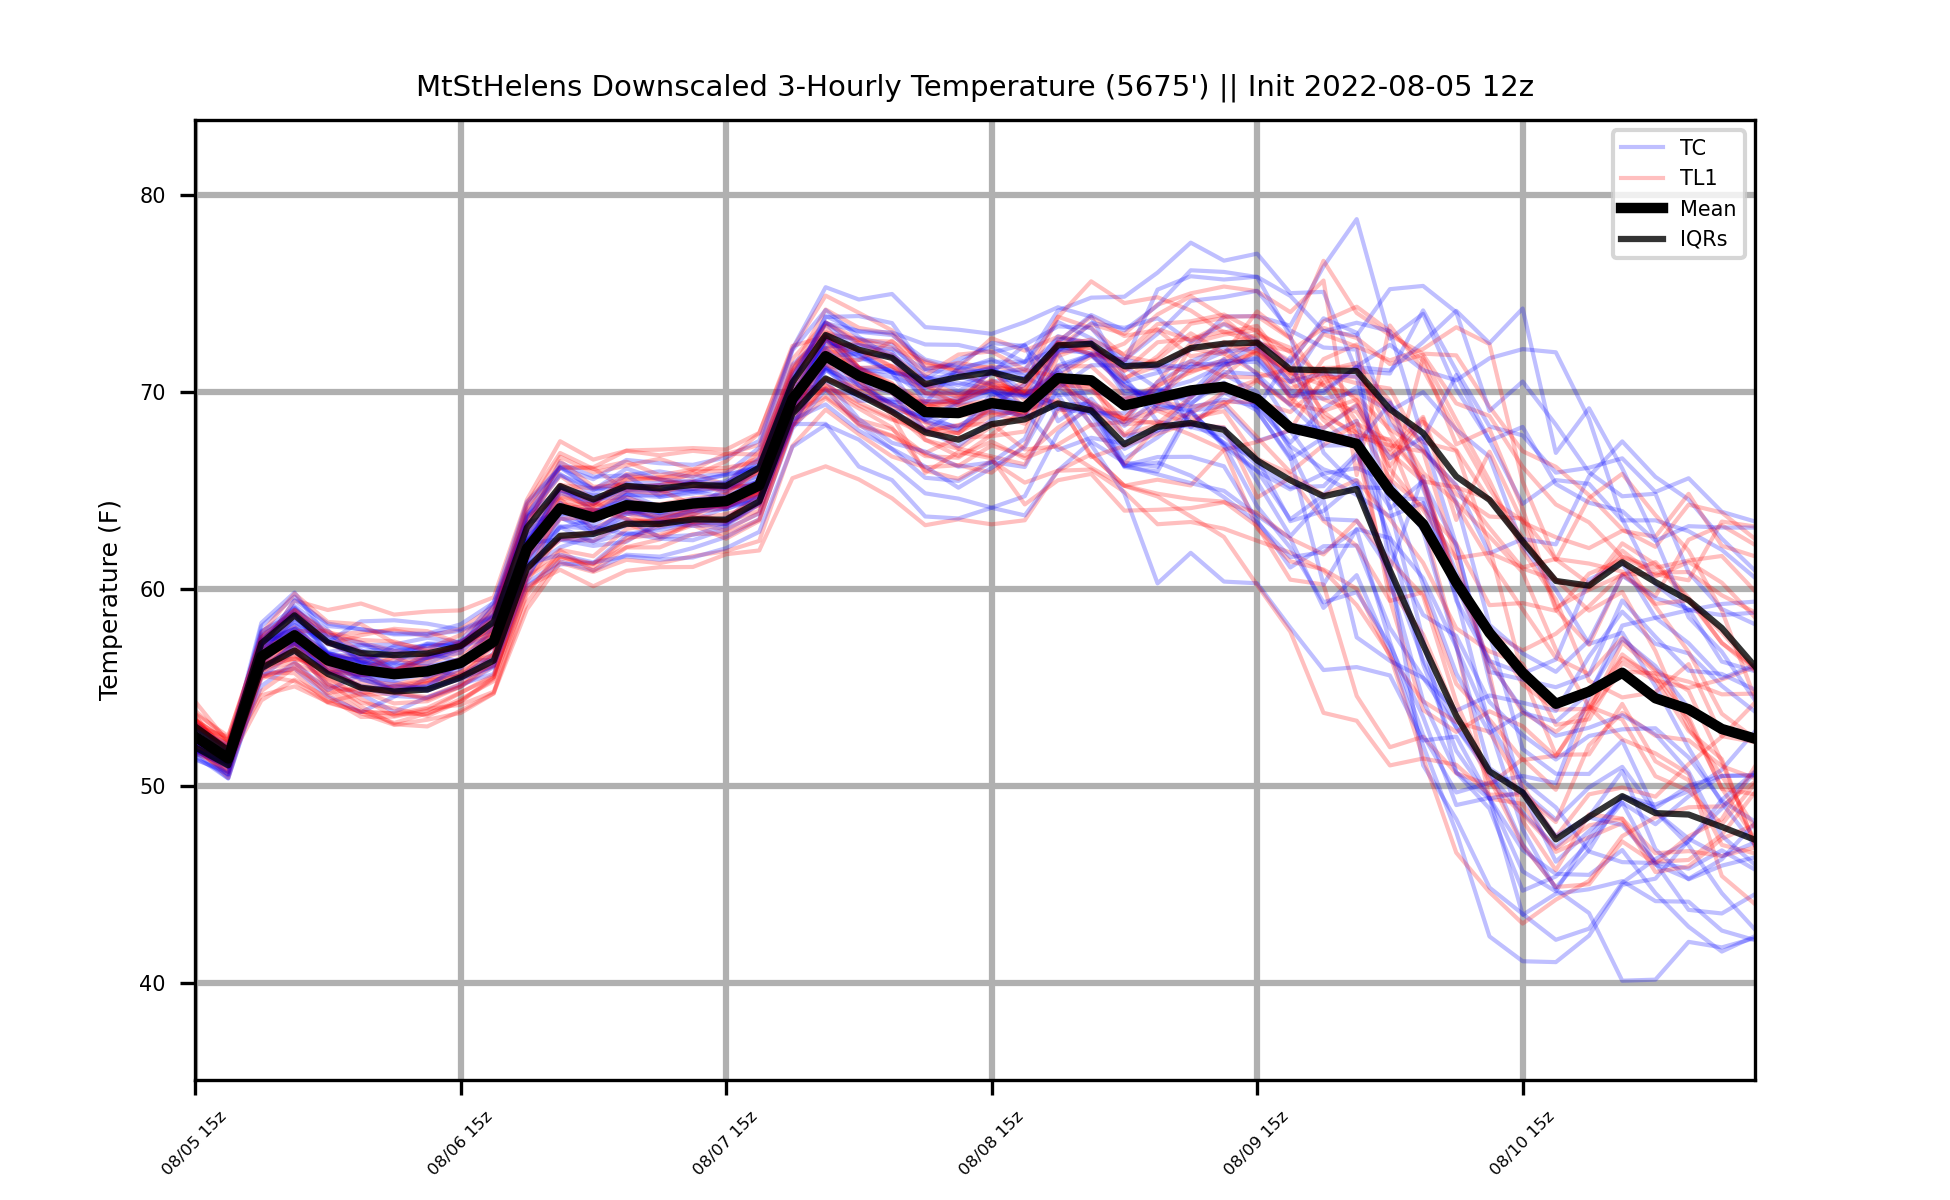 MtStHelens Downscaled 3-Hourly Temperature (5675') || Init 2022-08-05 12z
TC
TL1
Mean
IQRs
Temperature (F)
80
70
60
50
40
08/05 15z
08/06 15z
08/07 15z
08/08 15z
08/09 15z
08/10 15z